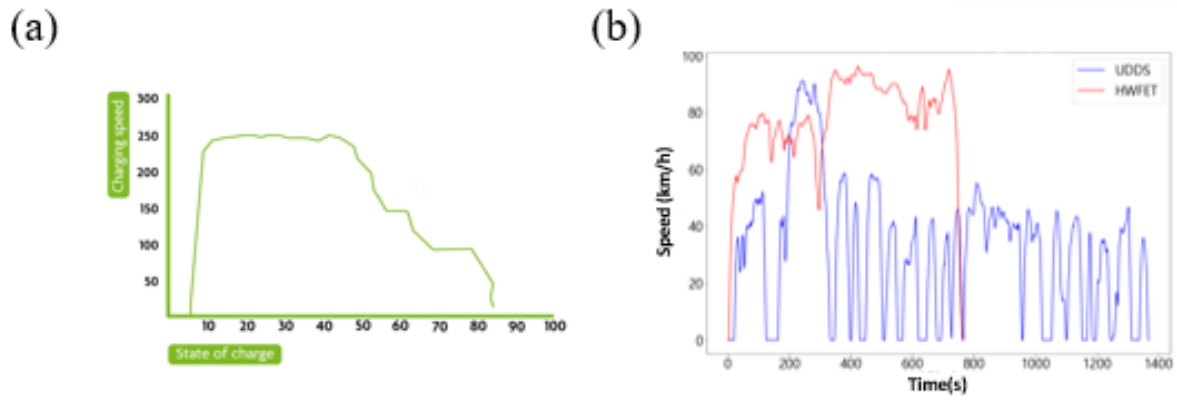 (a)
Charging speed
300
250
200
150
100
50
10 20 30 40 50 60 70 80 90 100
State of charge
(b)
Speed (km/h)
100
80
60
40
20
0
UDDS
HWFET
0 200 400 600 800 1000 1200 1400
Time(s)